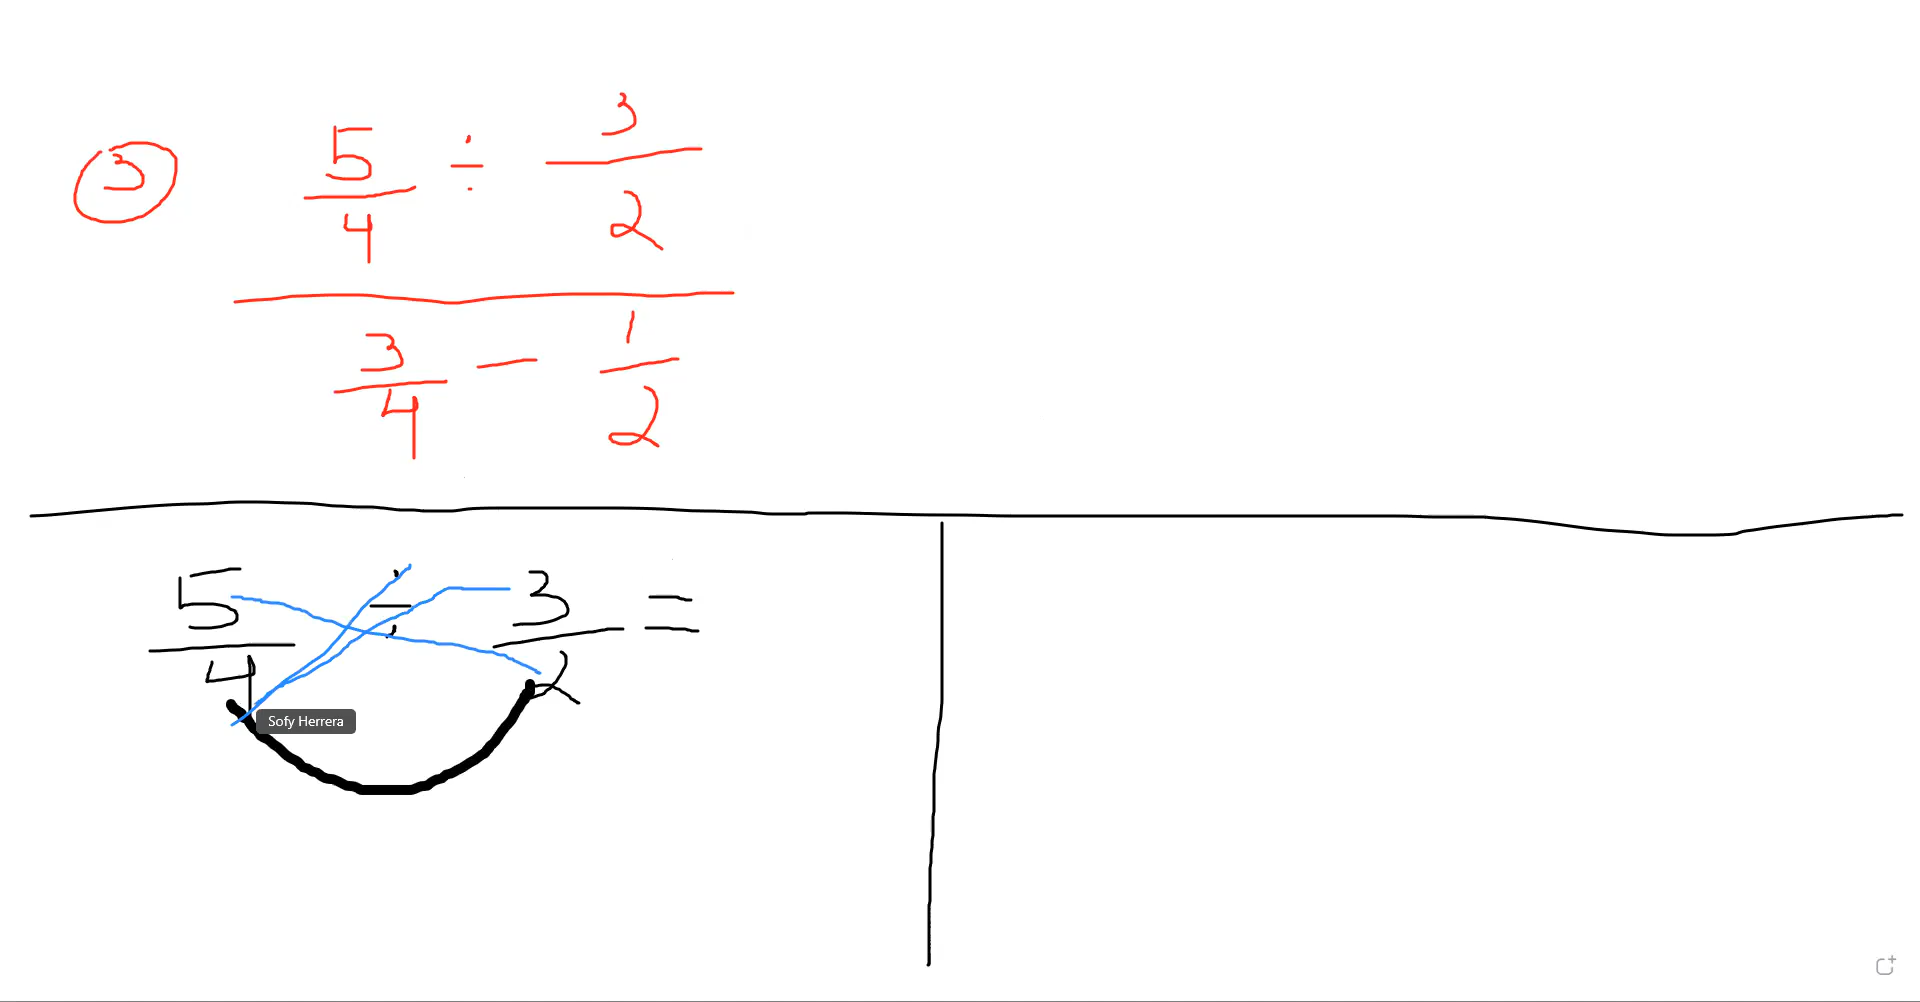 ③ 5/4 ÷ 3/2
3/4 − 1/2
5/4 ÷ 3/2 =
Sofy Herrera